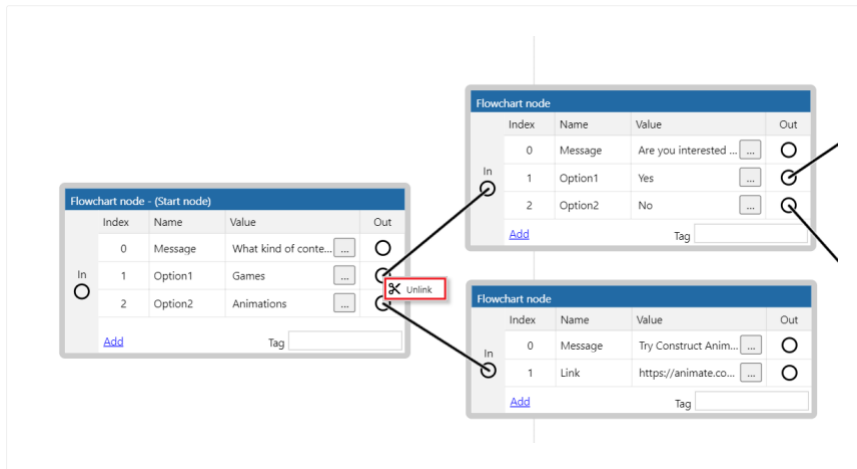 Flowchart node
Index Name Value Out
0 Message Are you interested ... ...
In
1 Option1 Yes ...
2 Option2 No ...
Add Tag
Flowchart node - (Start node)
Index Name Value Out
0 Message What kind of conte... ...
In
1 Option1 Games ...
Unlink
2 Option2 Animations ...
Add Tag
Flowchart node
Index Name Value Out
0 Message Try Construct Anim... ...
In
1 Link https://animate.co... ...
Add Tag